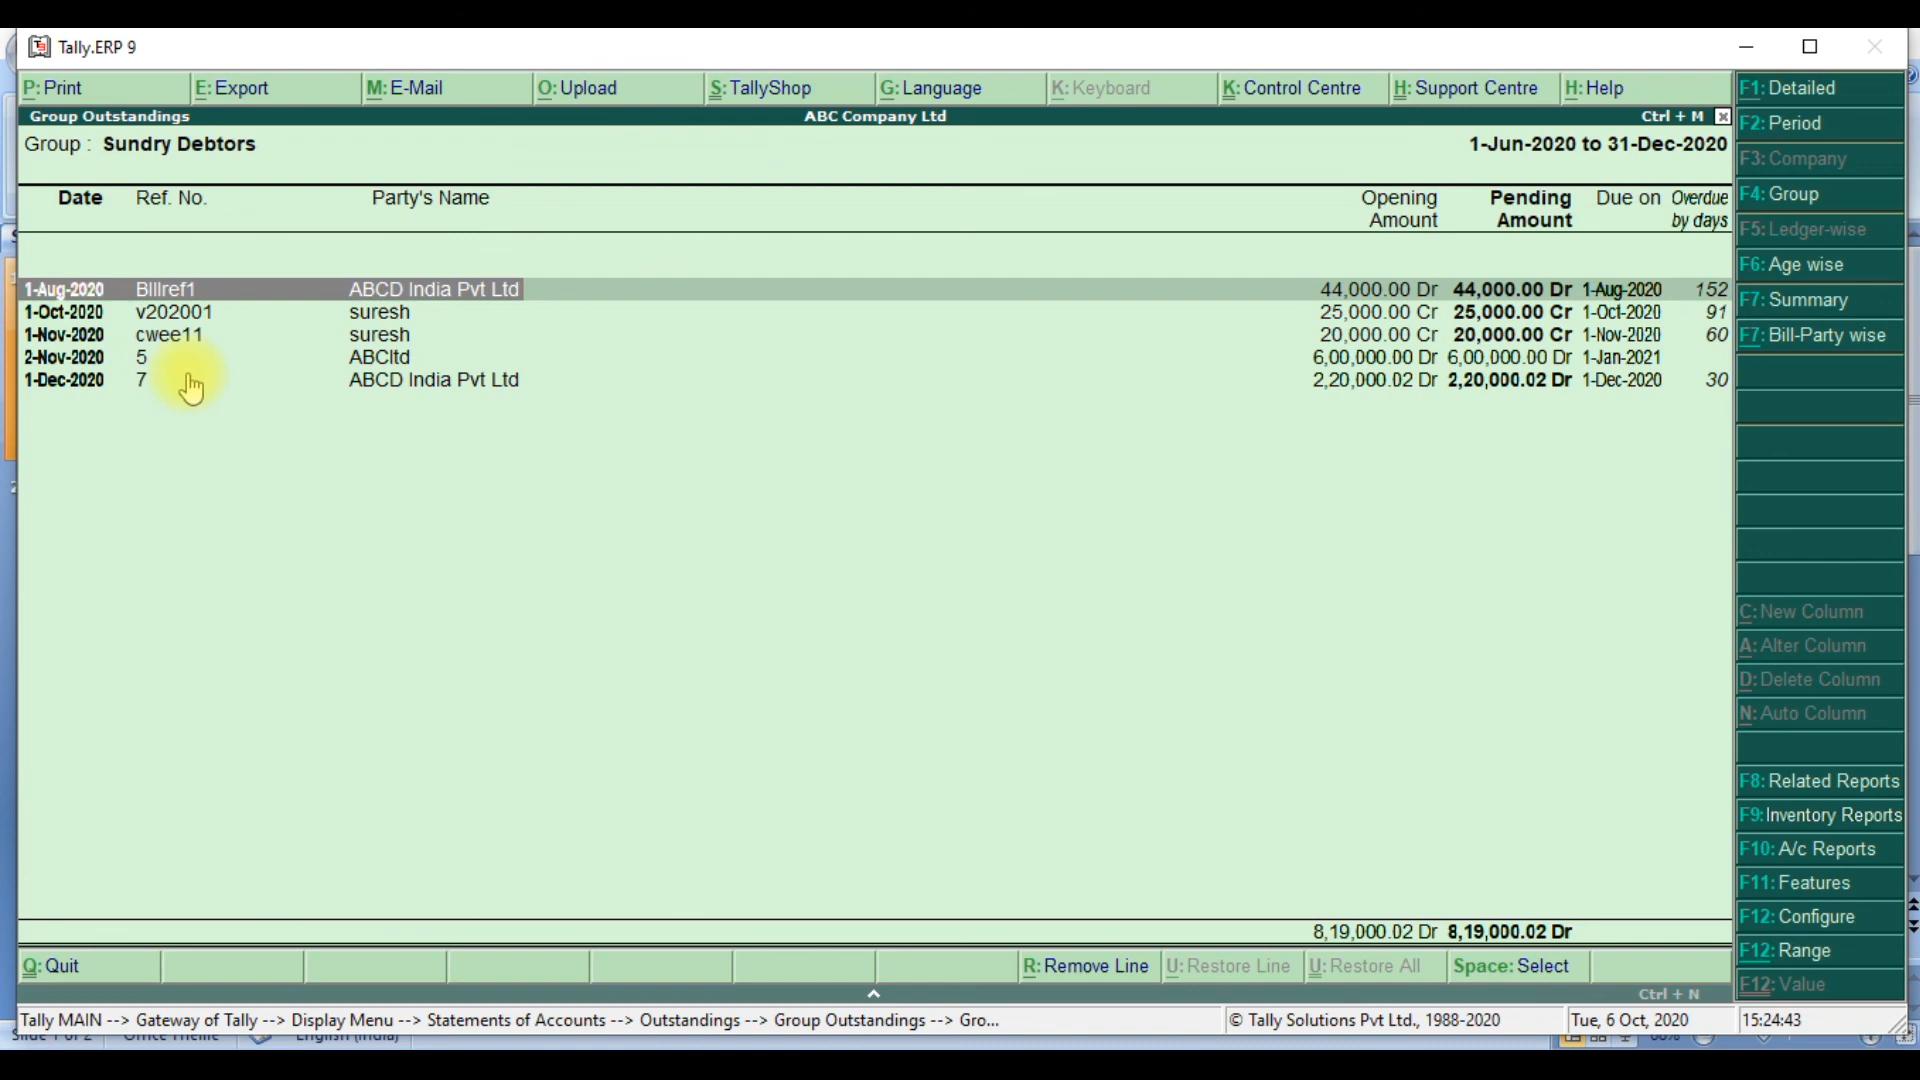 Tally.ERP 9
P: Print E: Export M: E-Mail O: Upload S: TallyShop G: Language K: Keyboard K: Control Centre H: Support Centre H: Help
Group Outstandings ABC Company Ltd Ctrl + M
Group : Sundry Debtors 1-Jun-2020 to 31-Dec-2020
Date Ref. No. Party's Name Opening Amount Pending Amount Due on Overdue by days
1-Aug-2020 Billref1 ABCD India Pvt Ltd 44,000.00 Dr 44,000.00 Dr 1-Aug-2020 152
1-Oct-2020 v202001 suresh 25,000.00 Cr 25,000.00 Cr 1-Oct-2020 91
1-Nov-2020 cwee11 suresh 20,000.00 Cr 20,000.00 Cr 1-Nov-2020 60
2-Nov-2020 5 ABCltd 6,00,000.00 Dr 6,00,000.00 Dr 1-Jan-2021
1-Dec-2020 7 ABCD India Pvt Ltd 2,20,000.02 Dr 2,20,000.02 Dr 1-Dec-2020 30
8,19,000.02 Dr 8,19,000.02 Dr
Q: Quit R: Remove Line U: Restore Line U: Restore All Space: Select
Ctrl + N
F1: Detailed
F2: Period
F3: Company
F4: Group
F5: Ledger-wise
F6: Age wise
F7: Summary
F7: Bill-Party wise
C: New Column
A: Alter Column
D: Delete Column
N: Auto Column
F8: Related Reports
F9: Inventory Reports
F10: A/c Reports
F11: Features
F12: Configure
F12: Range
F12: Value
Tally MAIN --> Gateway of Tally --> Display Menu --> Statements of Accounts --> Outstandings --> Group Outstandings --> Gro... © Tally Solutions Pvt Ltd., 1988-2020 Tue, 6 Oct, 2020 15:24:43